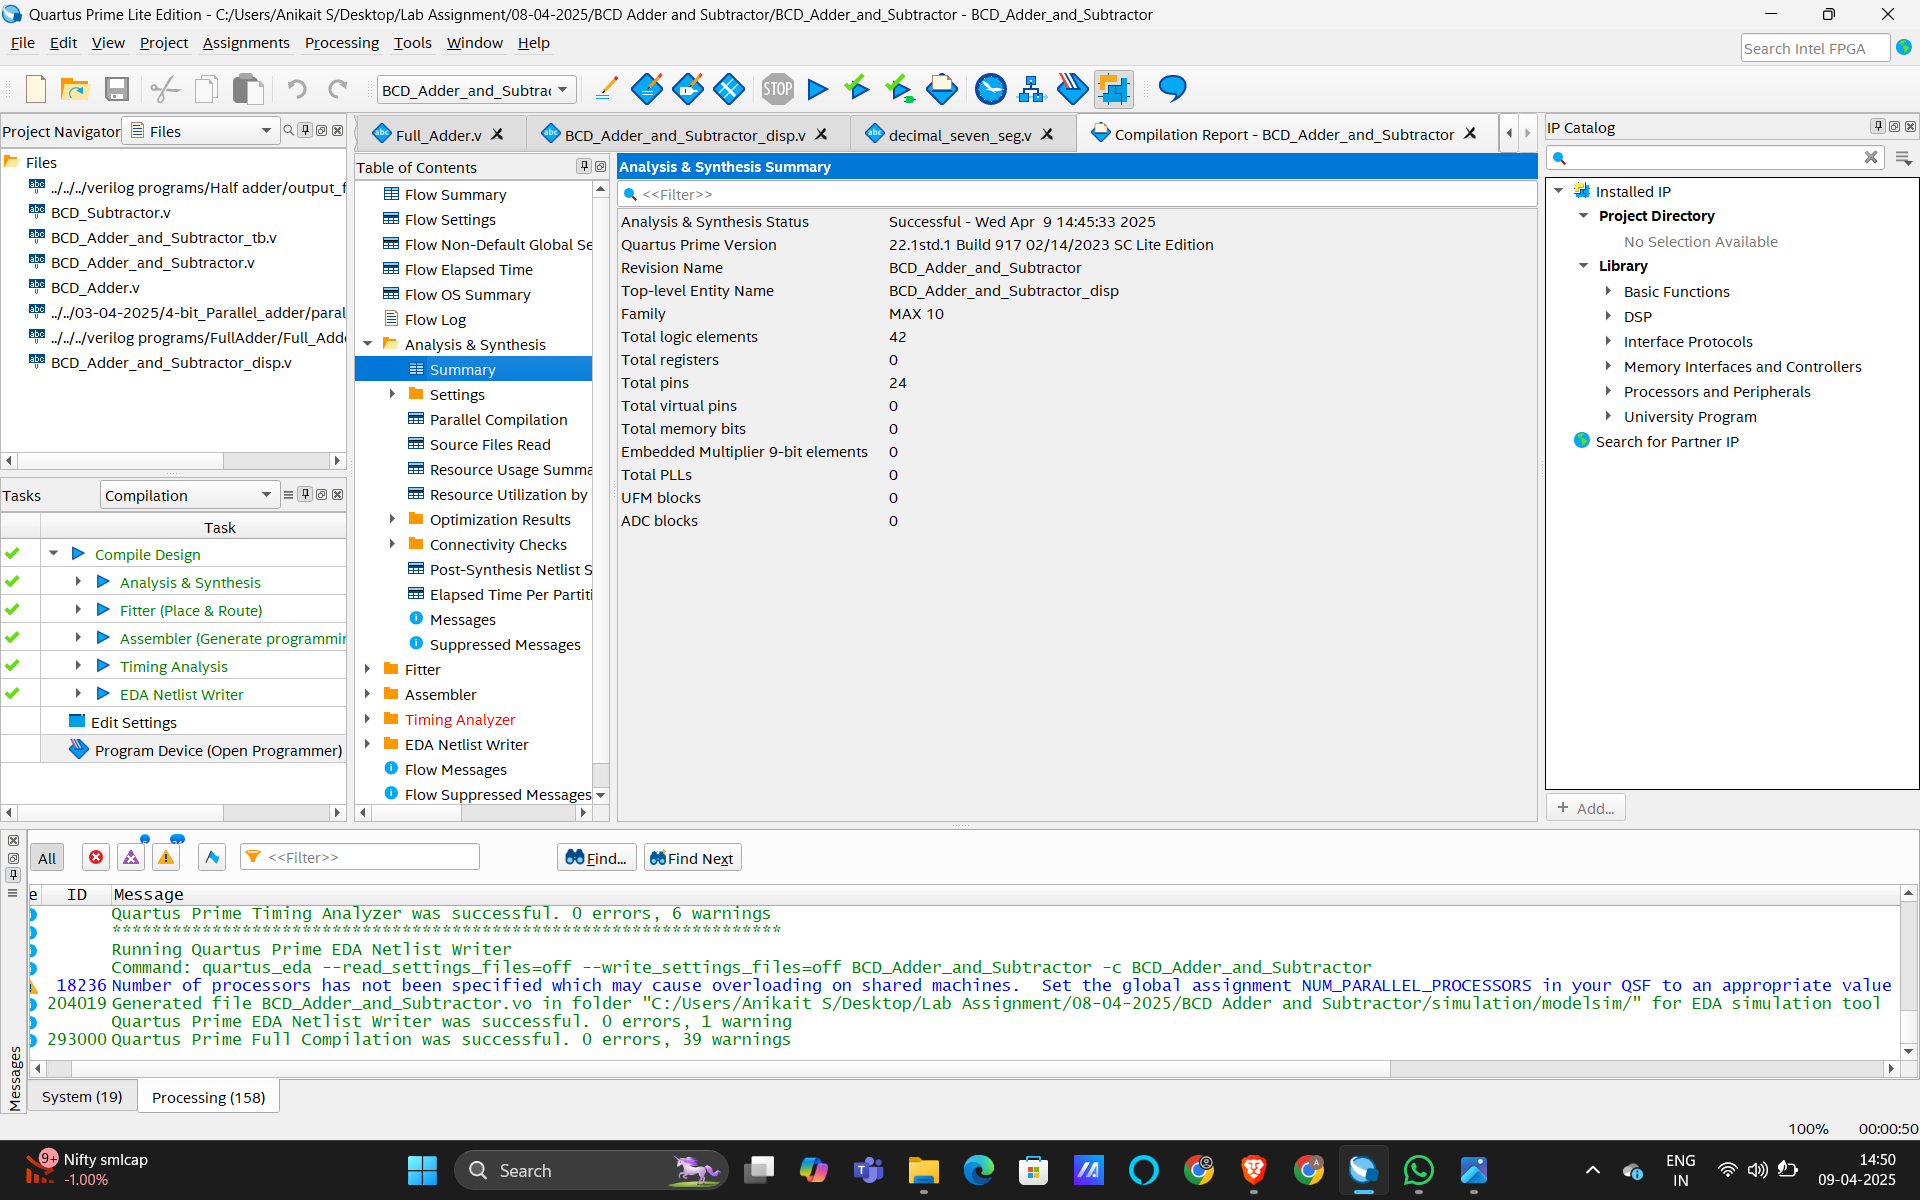 Quartus Prime Lite Edition - C:/Users/Anikait S/Desktop/Lab Assignment/08-04-2025/BCD Adder and Subtractor/BCD_Adder_and_Subtractor - BCD_Adder_and_Subtractor
File Edit View Project Assignments Processing Tools Window Help
Search Intel FPGA
BCD_Adder_and_Subtrac
STOP
Project Navigator Files
Files
../../../verilog programs/Half adder/output_f
BCD_Subtractor.v
BCD_Adder_and_Subtractor_tb.v
BCD_Adder_and_Subtractor.v
BCD_Adder.v
../../03-04-2025/4-bit_Parallel_adder/paral
../../../verilog programs/FullAdder/Full_Add
BCD_Adder_and_Subtractor_disp.v
Tasks Compilation
Task
Compile Design
Analysis & Synthesis
Fitter (Place & Route)
Assembler (Generate programmin
Timing Analysis
EDA Netlist Writer
Edit Settings
Program Device (Open Programmer)
Full_Adder.v
BCD_Adder_and_Subtractor_disp.v
decimal_seven_seg.v
Compilation Report - BCD_Adder_and_Subtractor
Table of Contents
Flow Summary
Flow Settings
Flow Non-Default Global Se
Flow Elapsed Time
Flow OS Summary
Flow Log
Analysis & Synthesis
Summary
Settings
Parallel Compilation
Source Files Read
Resource Usage Summa
Resource Utilization by
Optimization Results
Connectivity Checks
Post-Synthesis Netlist S
Elapsed Time Per Partiti
Messages
Suppressed Messages
Fitter
Assembler
Timing Analyzer
EDA Netlist Writer
Flow Messages
Flow Suppressed Messages
Analysis & Synthesis Summary
<<Filter>>
Analysis & Synthesis Status Successful - Wed Apr 9 14:45:33 2025
Quartus Prime Version 22.1std.1 Build 917 02/14/2023 SC Lite Edition
Revision Name BCD_Adder_and_Subtractor
Top-level Entity Name BCD_Adder_and_Subtractor_disp
Family MAX 10
Total logic elements 42
Total registers 0
Total pins 24
Total virtual pins 0
Total memory bits 0
Embedded Multiplier 9-bit elements 0
Total PLLs 0
UFM blocks 0
ADC blocks 0
IP Catalog
Installed IP
Project Directory
No Selection Available
Library
Basic Functions
DSP
Interface Protocols
Memory Interfaces and Controllers
Processors and Peripherals
University Program
Search for Partner IP
+ Add...
All <<Filter>> Find... Find Next
e ID Message
Quartus Prime Timing Analyzer was successful. 0 errors, 6 warnings
*******************************************************************
Running Quartus Prime EDA Netlist Writer
Command: quartus_eda --read_settings_files=off --write_settings_files=off BCD_Adder_and_Subtractor -c BCD_Adder_and_Subtractor
18236 Number of processors has not been specified which may cause overloading on shared machines.  Set the global assignment NUM_PARALLEL_PROCESSORS in your QSF to an appropriate value
204019 Generated file BCD_Adder_and_Subtractor.vo in folder "C:/Users/Anikait S/Desktop/Lab Assignment/08-04-2025/BCD Adder and Subtractor/simulation/modelsim/" for EDA simulation tool
Quartus Prime EDA Netlist Writer was successful. 0 errors, 1 warning
293000 Quartus Prime Full Compilation was successful. 0 errors, 39 warnings
Messages
System (19) Processing (158)
100% 00:00:50
9+
Nifty smlcap
-1.00%
Search
ENG
IN
14:50
09-04-2025